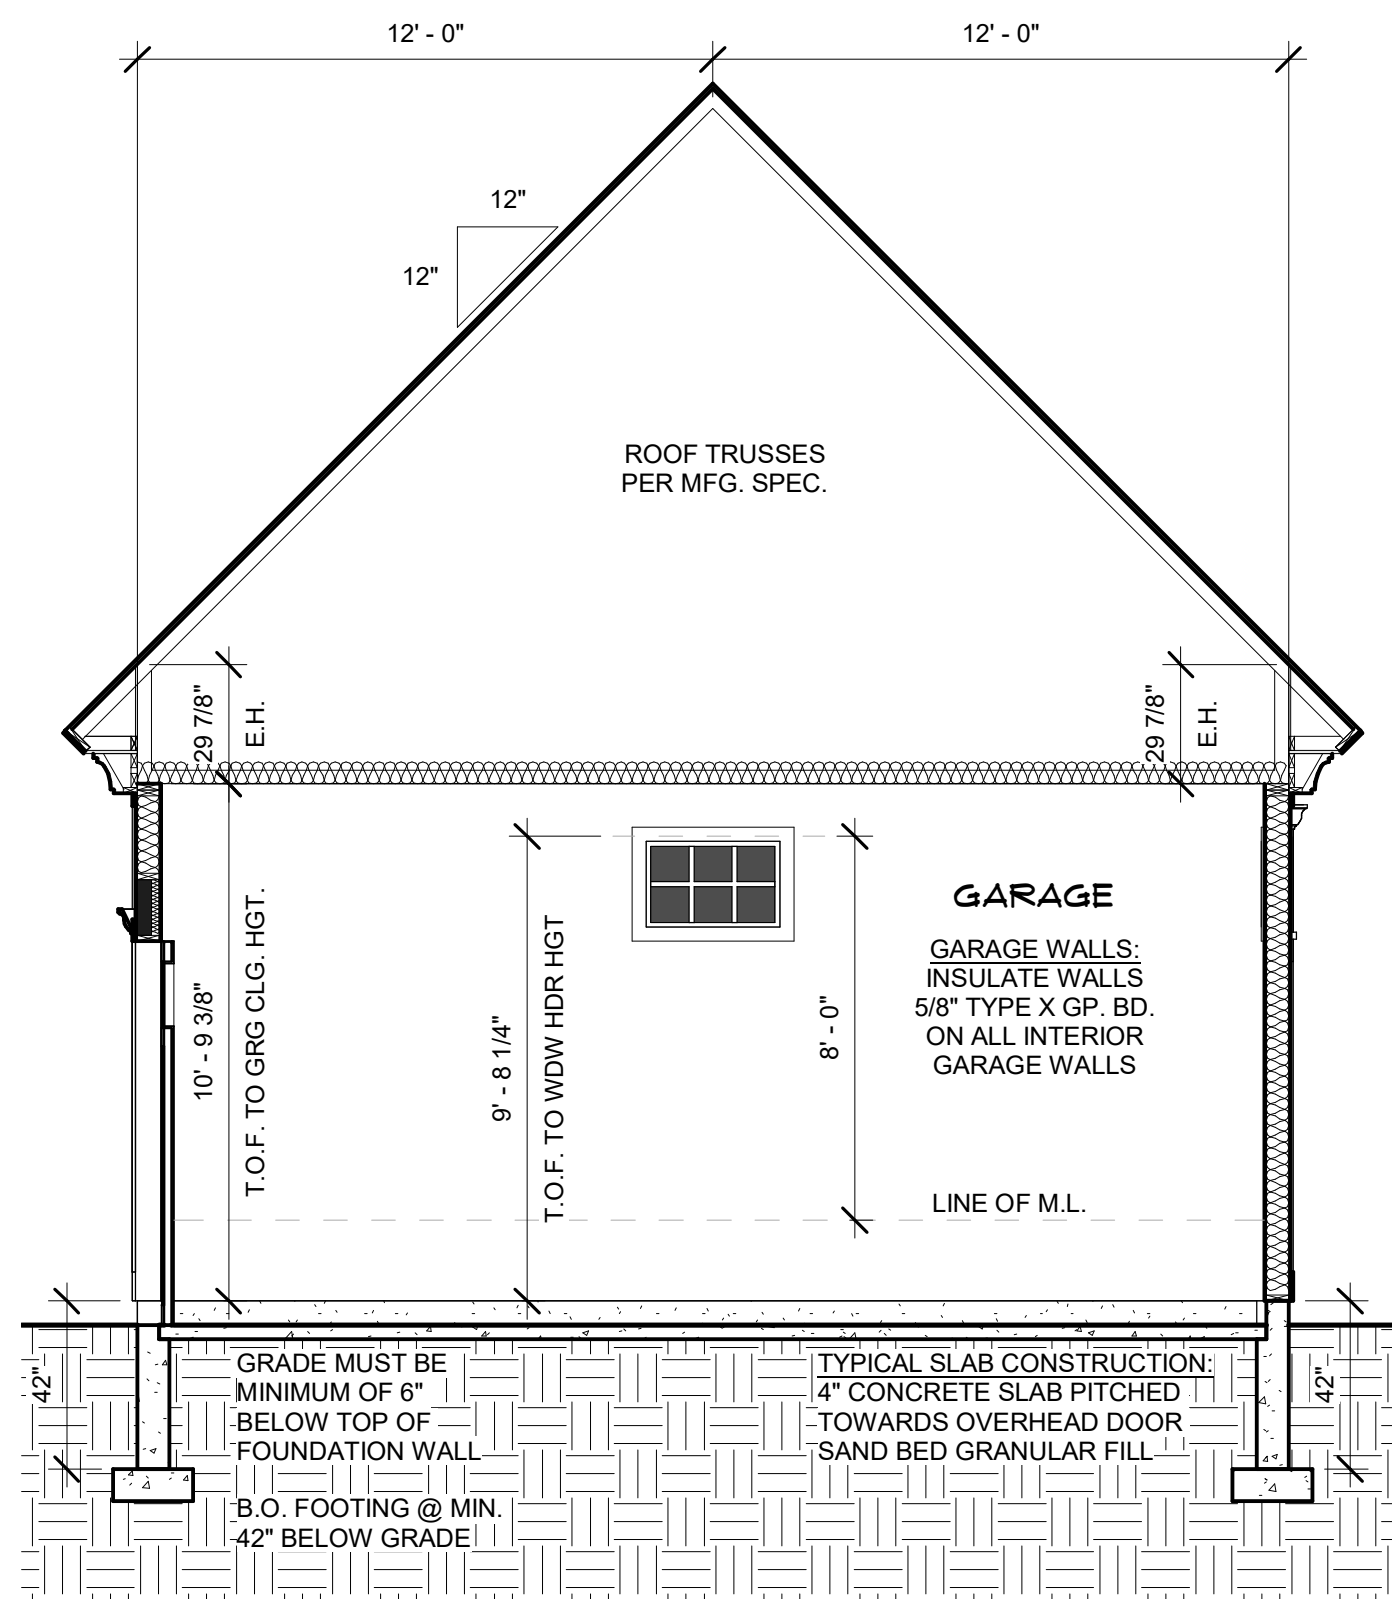 12' - 0"
12' - 0"
12"
12"
ROOF TRUSSES
PER MFG. SPEC.
29 7/8"
E.H.
29 7/8"
E.H.
10' - 9 3/8"
T.O.F. TO GRG CLG. HGT.
9' - 8 1/4"
T.O.F. TO WDW HDR HGT
8' - 0"
GARAGE
GARAGE WALLS:
INSULATE WALLS
5/8" TYPE X GP. BD.
ON ALL INTERIOR
GARAGE WALLS
LINE OF M.L.
42"
GRADE MUST BE
MINIMUM OF 6"
BELOW TOP OF
FOUNDATION WALL
B.O. FOOTING @ MIN.
42" BELOW GRADE
TYPICAL SLAB CONSTRUCTION:
4" CONCRETE SLAB PITCHED
TOWARDS OVERHEAD DOOR
SAND BED GRANULAR FILL
42"